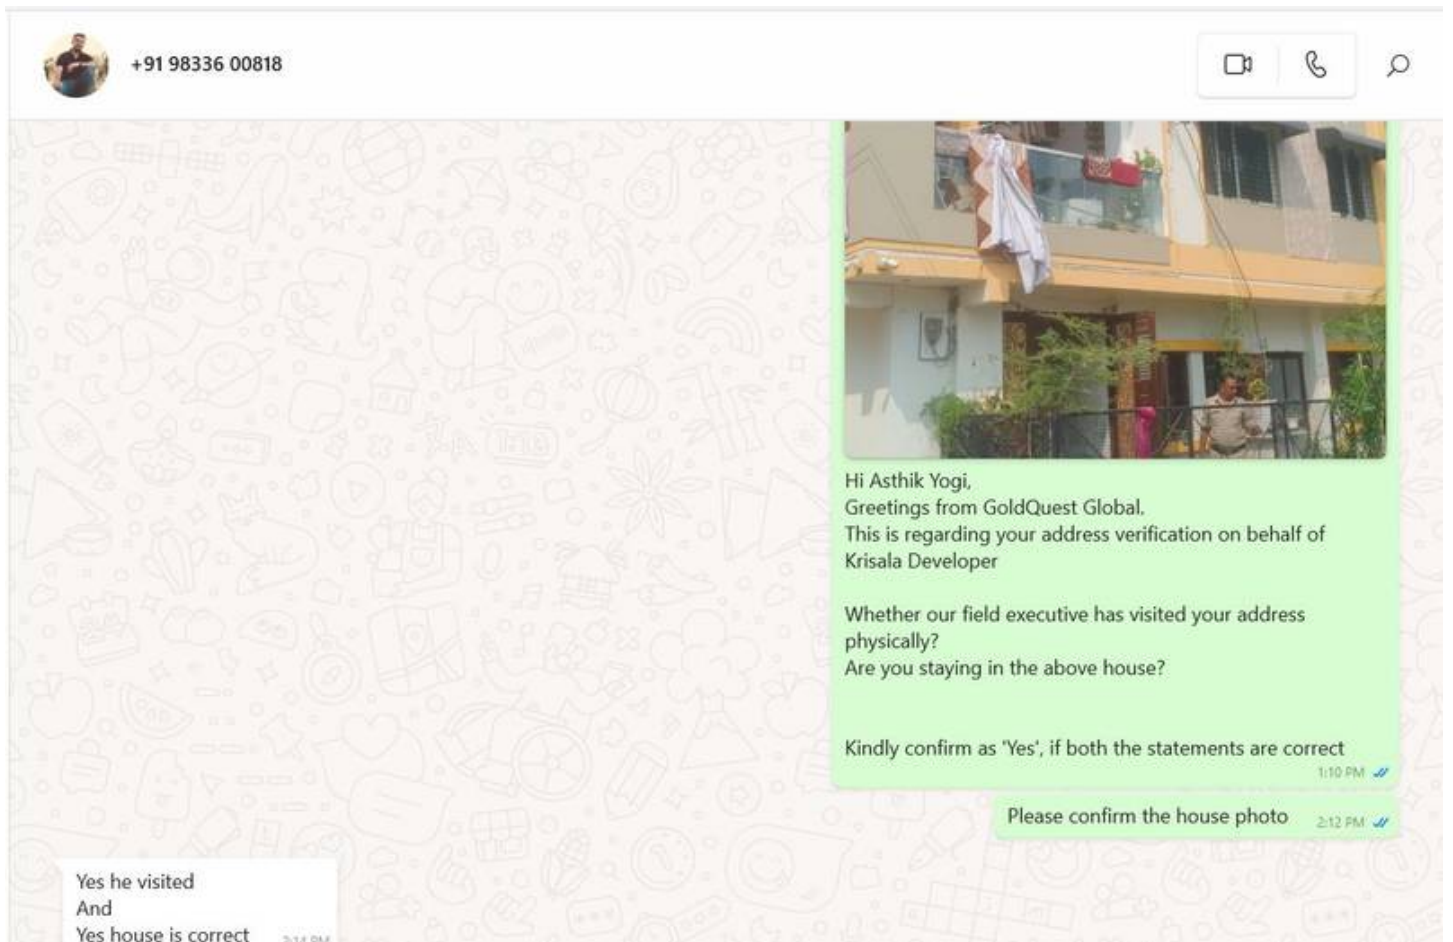 +91 98336 00818
Hi Asthik Yogi,
Greetings from GoldQuest Global.
This is regarding your address verification on behalf of
Krisala Developer
Whether our field executive has visited your address
physically?
Are you staying in the above house?
Kindly confirm as 'Yes', if both the statements are correct
1:10 PM
Please confirm the house photo
2:12 PM
Yes he visited
And
Yes house is correct
2:14 PM